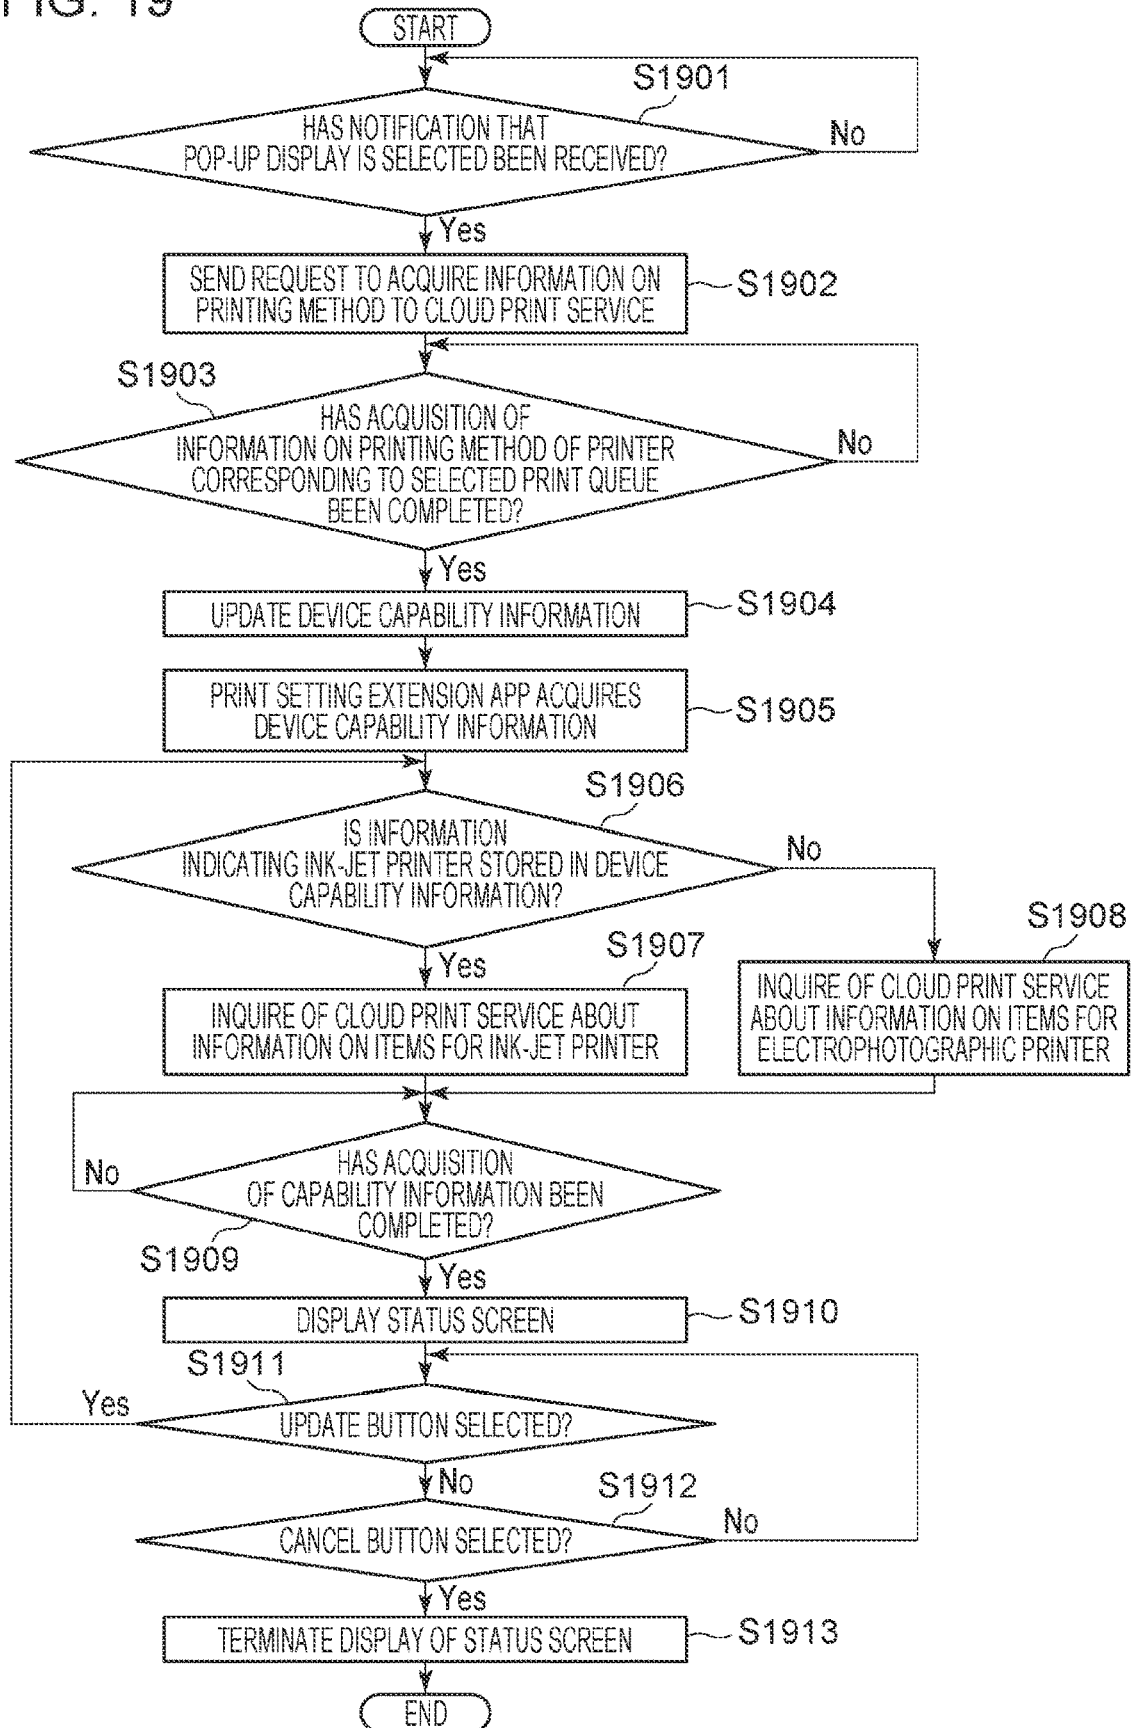 FIG. 19
START
S1901
HAS NOTIFICATION THAT
POP-UP DISPLAY IS SELECTED BEEN RECEIVED?
No
Yes
SEND REQUEST TO ACQUIRE INFORMATION ON
PRINTING METHOD TO CLOUD PRINT SERVICE
S1902
S1903
HAS ACQUISITION OF
INFORMATION ON PRINTING METHOD OF PRINTER
CORRESPONDING TO SELECTED PRINT QUEUE
BEEN COMPLETED?
No
Yes
UPDATE DEVICE CAPABILITY INFORMATION
S1904
PRINT SETTING EXTENSION APP ACQUIRES
DEVICE CAPABILITY INFORMATION
S1905
S1906
IS INFORMATION
INDICATING INK-JET PRINTER STORED IN DEVICE
CAPABILITY INFORMATION?
No
Yes
S1907
INQUIRE OF CLOUD PRINT SERVICE ABOUT
INFORMATION ON ITEMS FOR INK-JET PRINTER
S1908
INQUIRE OF CLOUD PRINT SERVICE
ABOUT INFORMATION ON ITEMS FOR
ELECTROPHOTOGRAPHIC PRINTER
HAS ACQUISITION
OF CAPABILITY INFORMATION BEEN
COMPLETED?
No
S1909
Yes
DISPLAY STATUS SCREEN
S1910
S1911
UPDATE BUTTON SELECTED?
Yes
No
S1912
CANCEL BUTTON SELECTED?
No
Yes
TERMINATE DISPLAY OF STATUS SCREEN
S1913
END